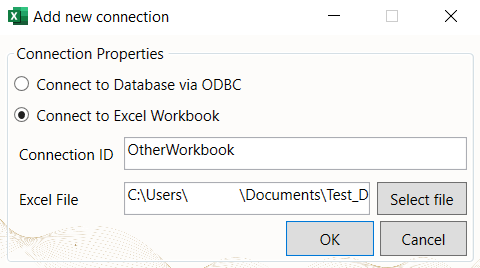 Add new connection
Connection Properties
Connect to Database via ODBC
Connect to Excel Workbook
Connection ID OtherWorkbook
Excel File C:\Users\ \Documents\Test_D Select file
OK Cancel